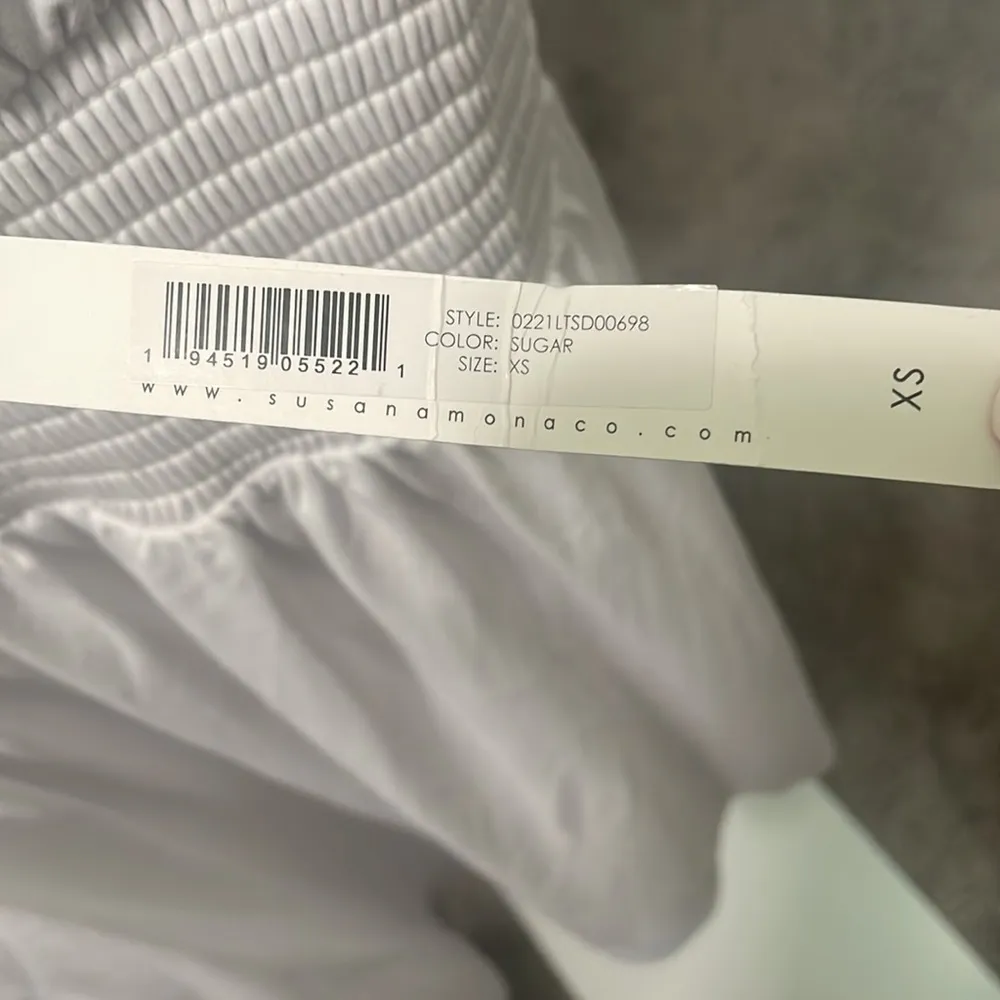 STYLE: 0221LTSD00698
COLOR: SUGAR
SIZE: XS
1 94519 05522 1
www.susanamonaco.com
XS